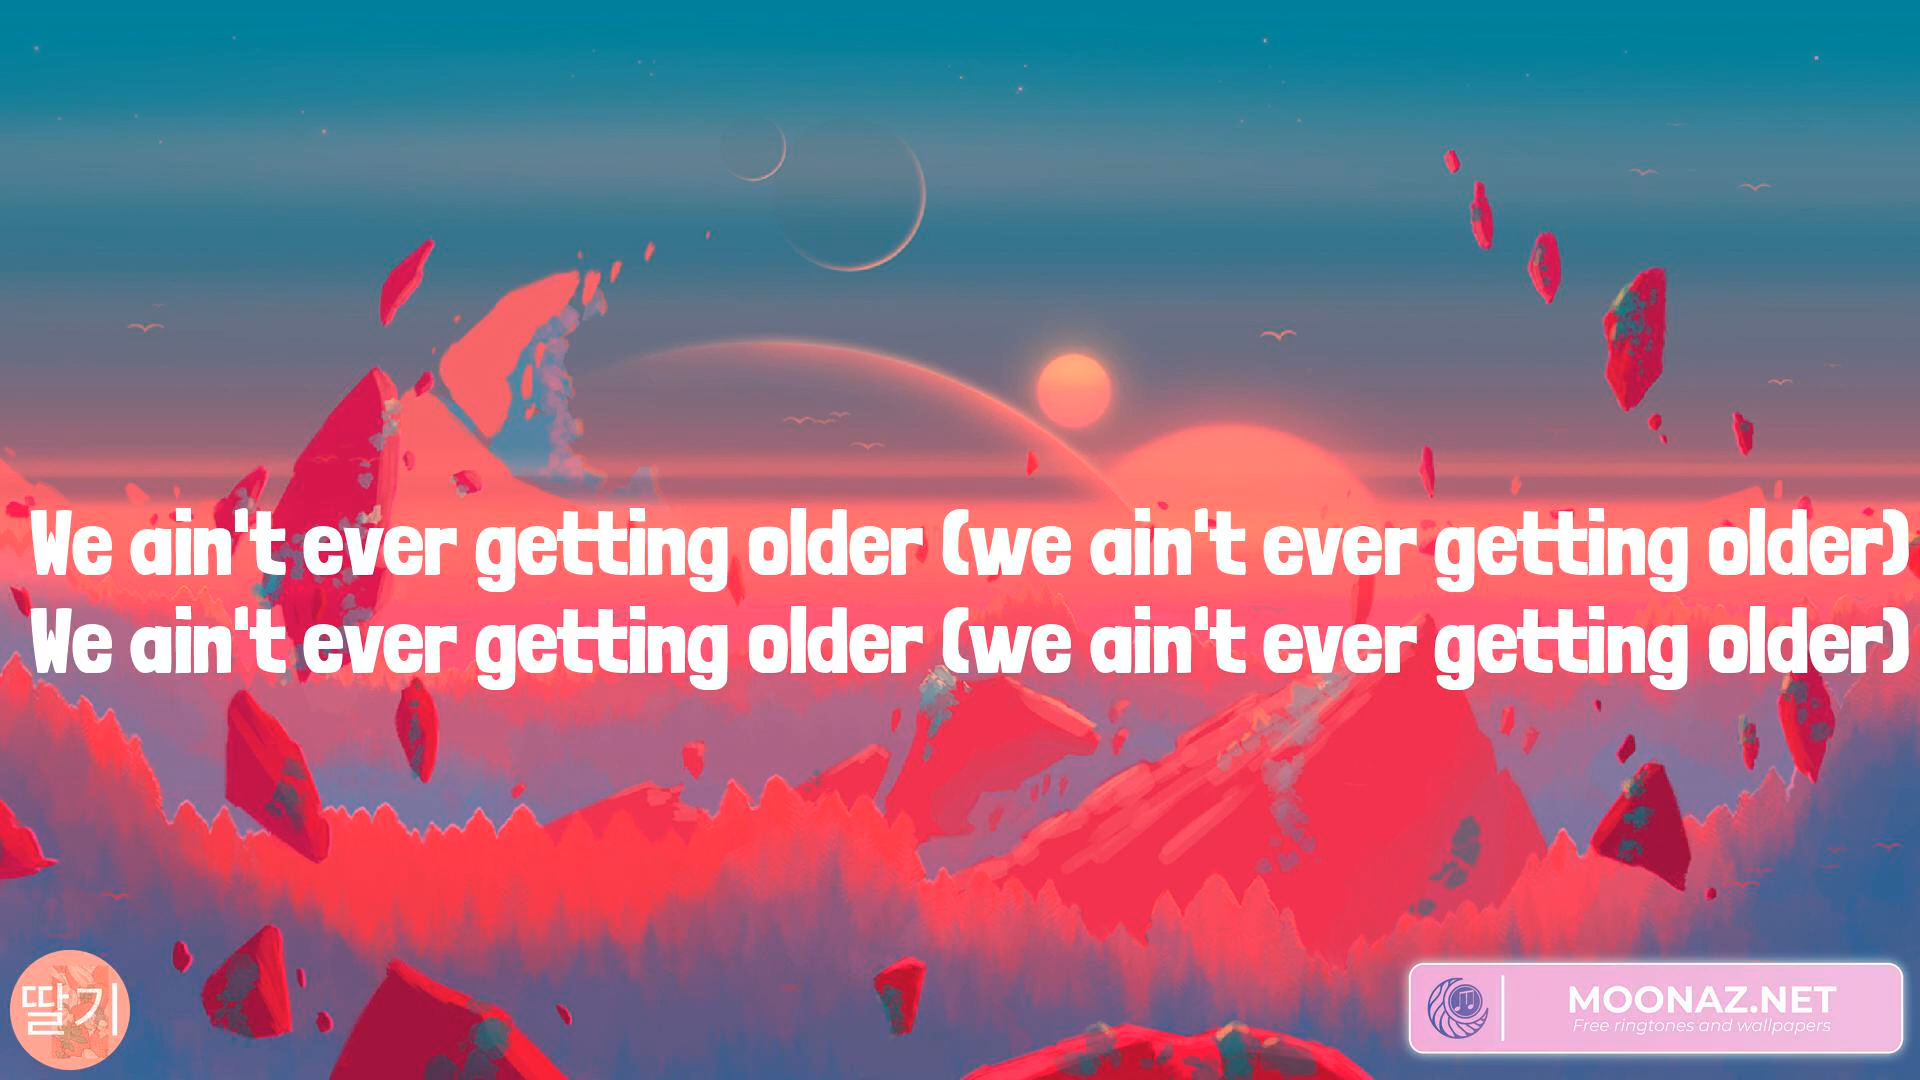 We ain't ever getting older (we ain't ever getting older)
We ain't ever getting older (we ain't ever getting older)
딸기
MOONAZ.NET
Free ringtones and wallpapers